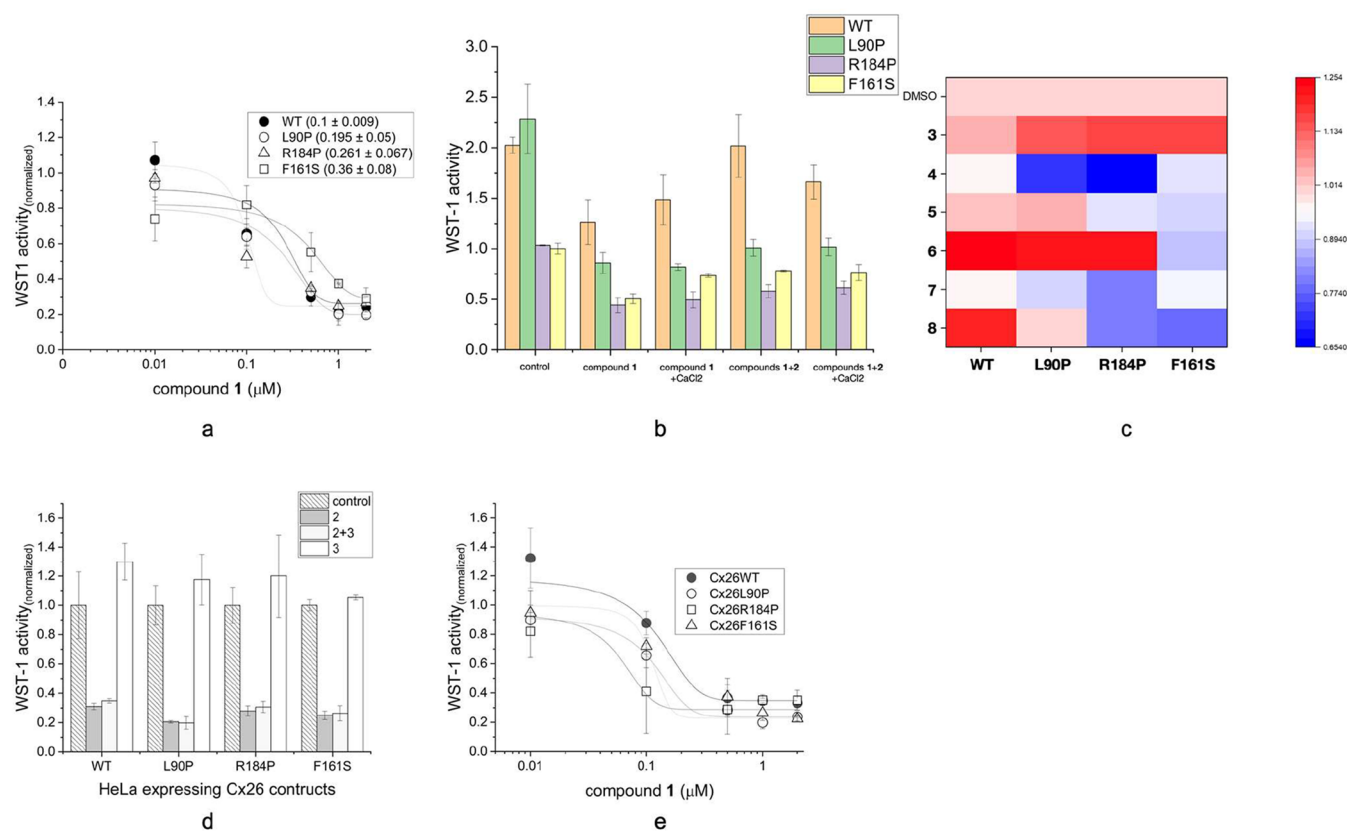 WST1 activity(normalized)
1.4
1.2
1.0
0.8
0.6
0.4
0.2
0.0
0
0.01
0.1
1
compound 1 (μM)
WT (0.1 ± 0.009)
L90P (0.195 ± 0.05)
R184P (0.261 ± 0.067)
F161S (0.36 ± 0.08)
a
WST-1 activity
3.0
2.5
2.0
1.5
1.0
0.5
0.0
control
compound 1
compound 1
+CaCl2
compounds 1+2
compounds 1+2
+CaCl2
WT
L90P
R184P
F161S
b
DMSO
3
4
5
6
7
8
WT
L90P
R184P
F161S
1.254
1.134
1.014
0.8940
0.7740
0.6540
c
WST-1 activity(normalized)
1.6
1.4
1.2
1.0
0.8
0.6
0.4
0.2
0.0
WT
L90P
R184P
F161S
HeLa expressing Cx26 contructs
control
2
2+3
3
d
WST-1 activity(normalized)
1.6
1.4
1.2
1.0
0.8
0.6
0.4
0.2
0.0
0.01
0.1
1
compound 1 (μM)
Cx26WT
Cx26L90P
Cx26R184P
Cx26F161S
e